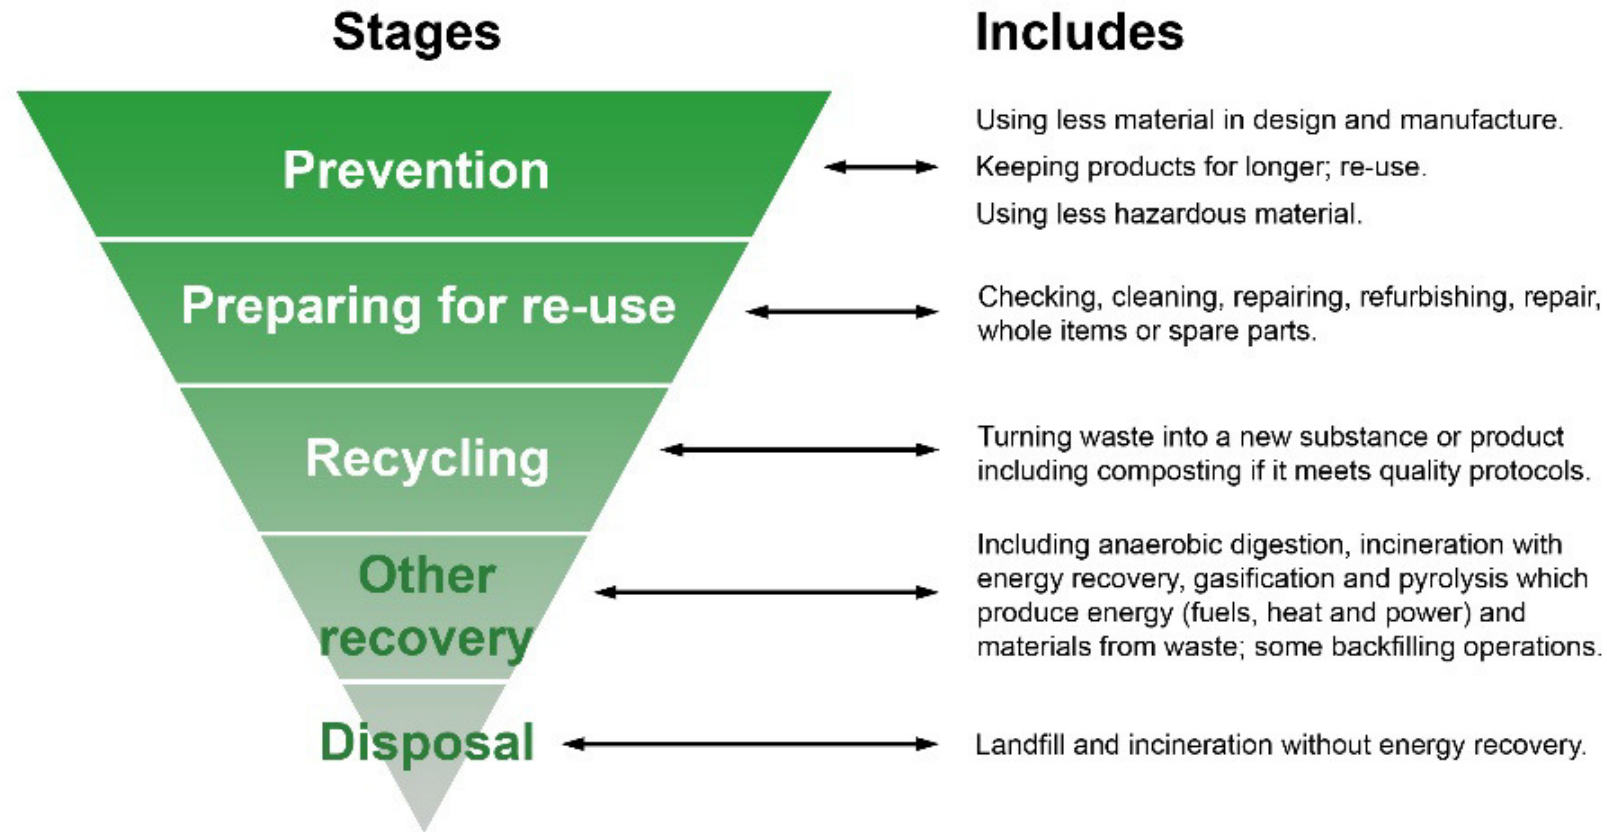 Stages
Includes
Prevention
Using less material in design and manufacture.
Keeping products for longer; re-use.
Using less hazardous material.
Preparing for re-use
Checking, cleaning, repairing, refurbishing, repair,
whole items or spare parts.
Recycling
Turning waste into a new substance or product
including composting if it meets quality protocols.
Other
recovery
Including anaerobic digestion, incineration with
energy recovery, gasification and pyrolysis which
produce energy (fuels, heat and power) and
materials from waste; some backfilling operations.
Disposal
Landfill and incineration without energy recovery.